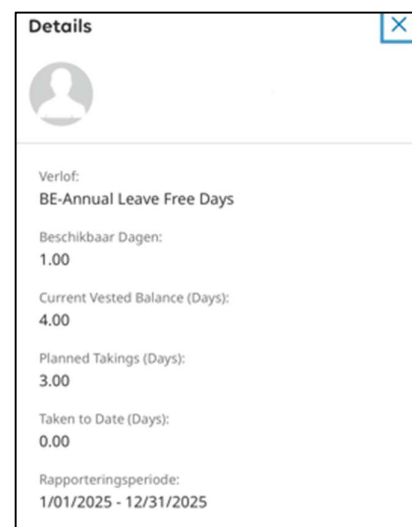 Details
Verlof:
BE-Annual Leave Free Days
Beschikbaar Dagen:
1.00
Current Vested Balance (Days):
4.00
Planned Takings (Days):
3.00
Taken to Date (Days):
0.00
Rapporteringsperiode:
1/01/2025 - 12/31/2025